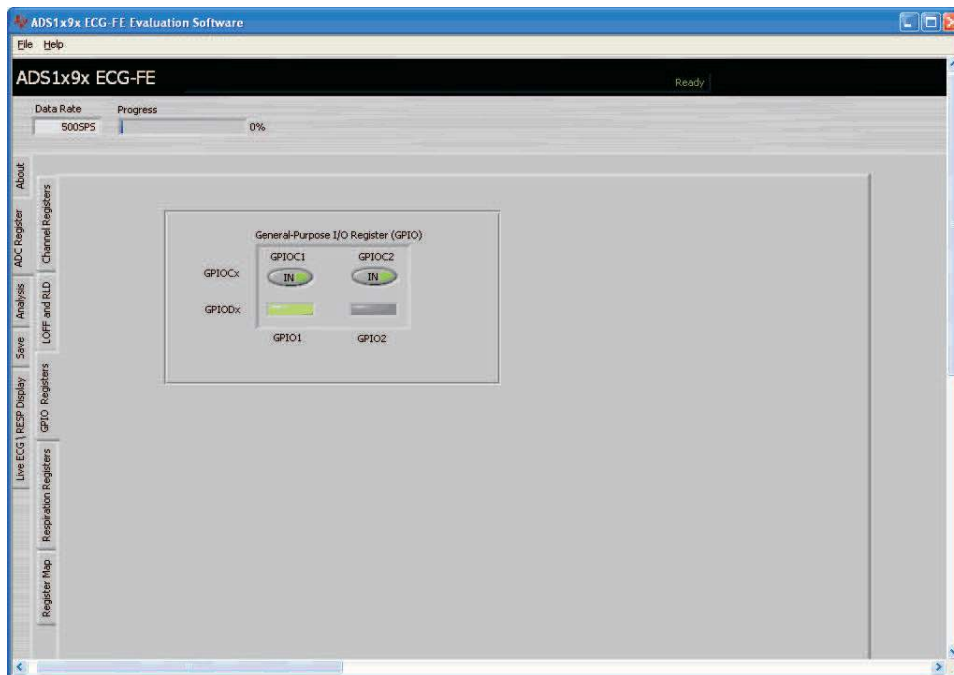 ADS1x9x ECG-FE Evaluation Software
File Help
ADS1x9x ECG-FE
Ready
Data Rate
Progress
500SPS
0%
About
ADC Register
Analysis
Save
Live ECG \ RESP Display
Channel Registers
LOFF and RLD
GPIO Registers
Respiration Registers
Register Map
General-Purpose I/O Register (GPIO)
GPIOC1 GPIOC2
GPIOCx IN IN
GPIODx
GPIO1 GPIO2